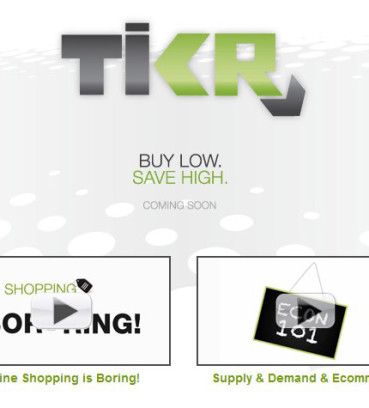 TiKR
BUY LOW.
SAVE HIGH.
COMING SOON
SHOPPING
ING!
ECON
101
ine Shopping is Boring!
Supply & Demand & Ecomm